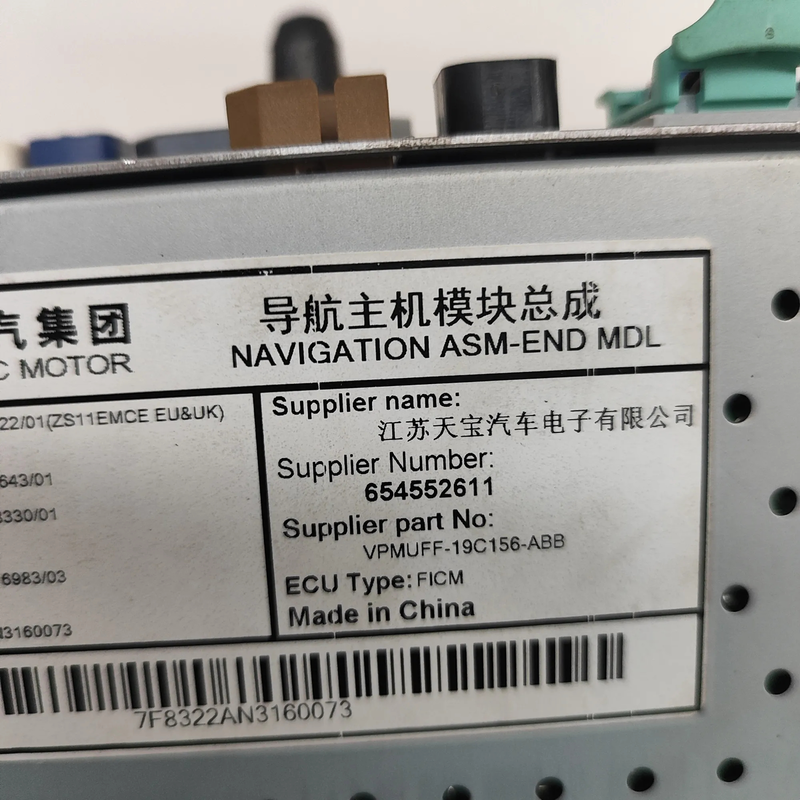 汽集团
C MOTOR
导航主机模块总成
NAVIGATION ASM-END MDL
22/01(ZS11EMCE EU&UK)
643/01
3330/01
6983/03
N3160073
Supplier name:
江苏天宝汽车电子有限公司
Supplier Number:
654552611
Supplier part No:
VPMUFF-19C156-ABB
ECU Type: FICM
Made in China
7F8322AN3160073